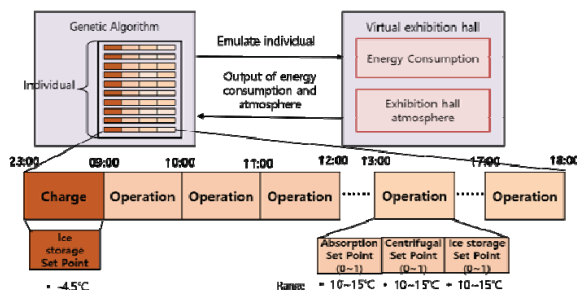 Genetic Algorithm
Virtual exhibition hall
Emulate individual
Energy Consumption
Individual
Output of energy
consumption and
atmosphere
Exhibition hall
atmosphere
23:00 09:00 10:00 11:00 12:00 13:00 17:00 18:00
Charge Operation Operation Operation Operation Operation
Ice
storage
Set Point
Absorption
Set Point
(0~1)
Centrifugal
Set Point
(0~1)
Ice storage
Set Point
(0~1)
Range: = 10~15℃ 10~15℃ 10~15℃